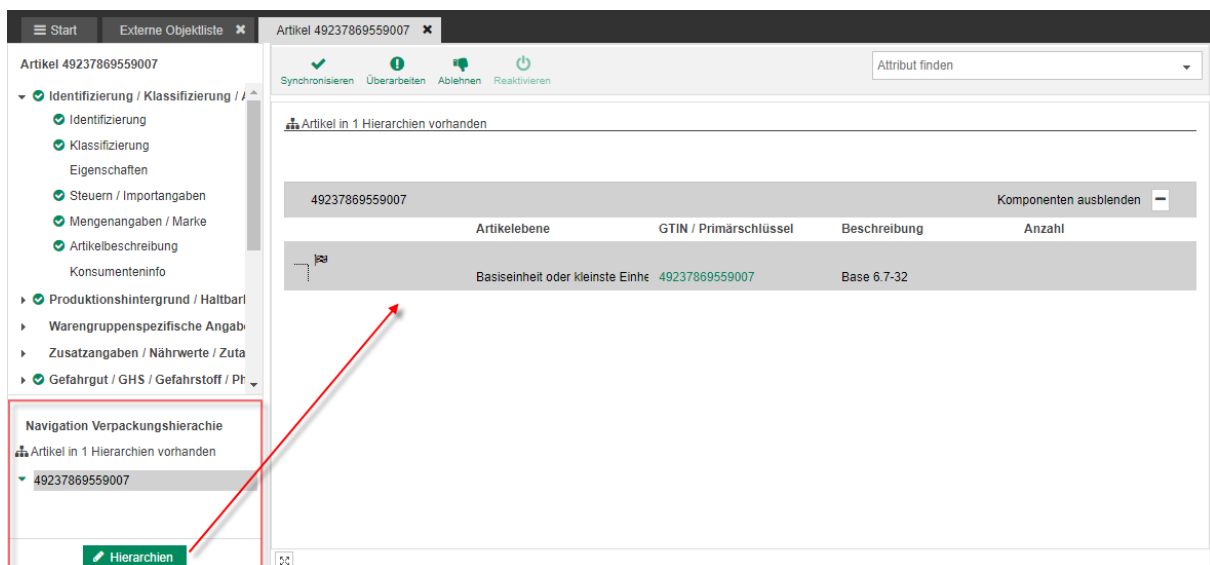 Start
Externe Objektliste
Artikel 49237869559007
Artikel 49237869559007
Identifizierung / Klassifizierung / A
Identifizierung
Klassifizierung
Eigenschaften
Steuern / Importangaben
Mengenangaben / Marke
Artikelbeschreibung
Konsumenteninfo
Produktionshintergrund / Haltbarl
Warengruppenspezifische Angab
Zusatzangaben / Nährwerte / Zuta
Gefahrgut / GHS / Gefahrstoff / Ph
Navigation Verpackungshierachie
Artikel in 1 Hierarchien vorhanden
49237869559007
Hierarchien
Synchronisieren Überarbeiten Ablehnen Reaktivieren
Attribut finden
Artikel in 1 Hierarchien vorhanden
49237869559007 Komponenten ausblenden
Artikelebene GTIN / Primärschlüssel Beschreibung Anzahl
Basiseinheit oder kleinste Einhe 49237869559007 Base 6.7-32